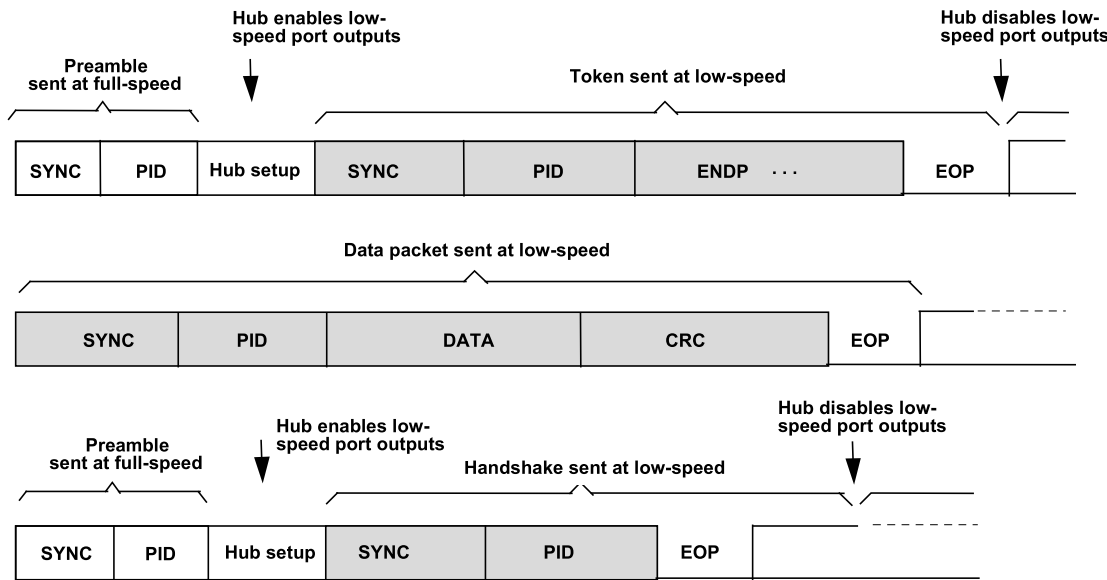 Hub enables low-
speed port outputs
Hub disables low-
speed port outputs
Preamble
sent at full-speed
Token sent at low-speed
SYNC PID Hub setup SYNC PID ENDP . . . EOP
Data packet sent at low-speed
SYNC PID DATA CRC EOP
Hub enables low-
speed port outputs
Hub disables low-
speed port outputs
Preamble
sent at full-speed
Handshake sent at low-speed
SYNC PID Hub setup SYNC PID EOP